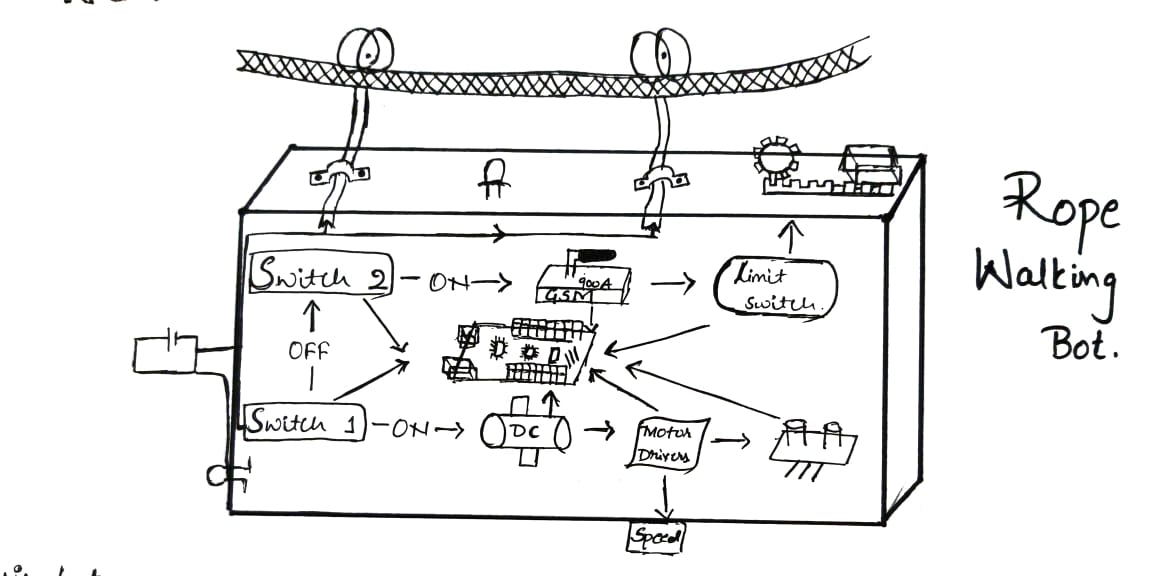 Rope
Walking
Bot.
Switch 2
ON
900A
GSM
Limit
Switch.
OFF
Switch 1
ON
DC
Motor
Drivers
Speed